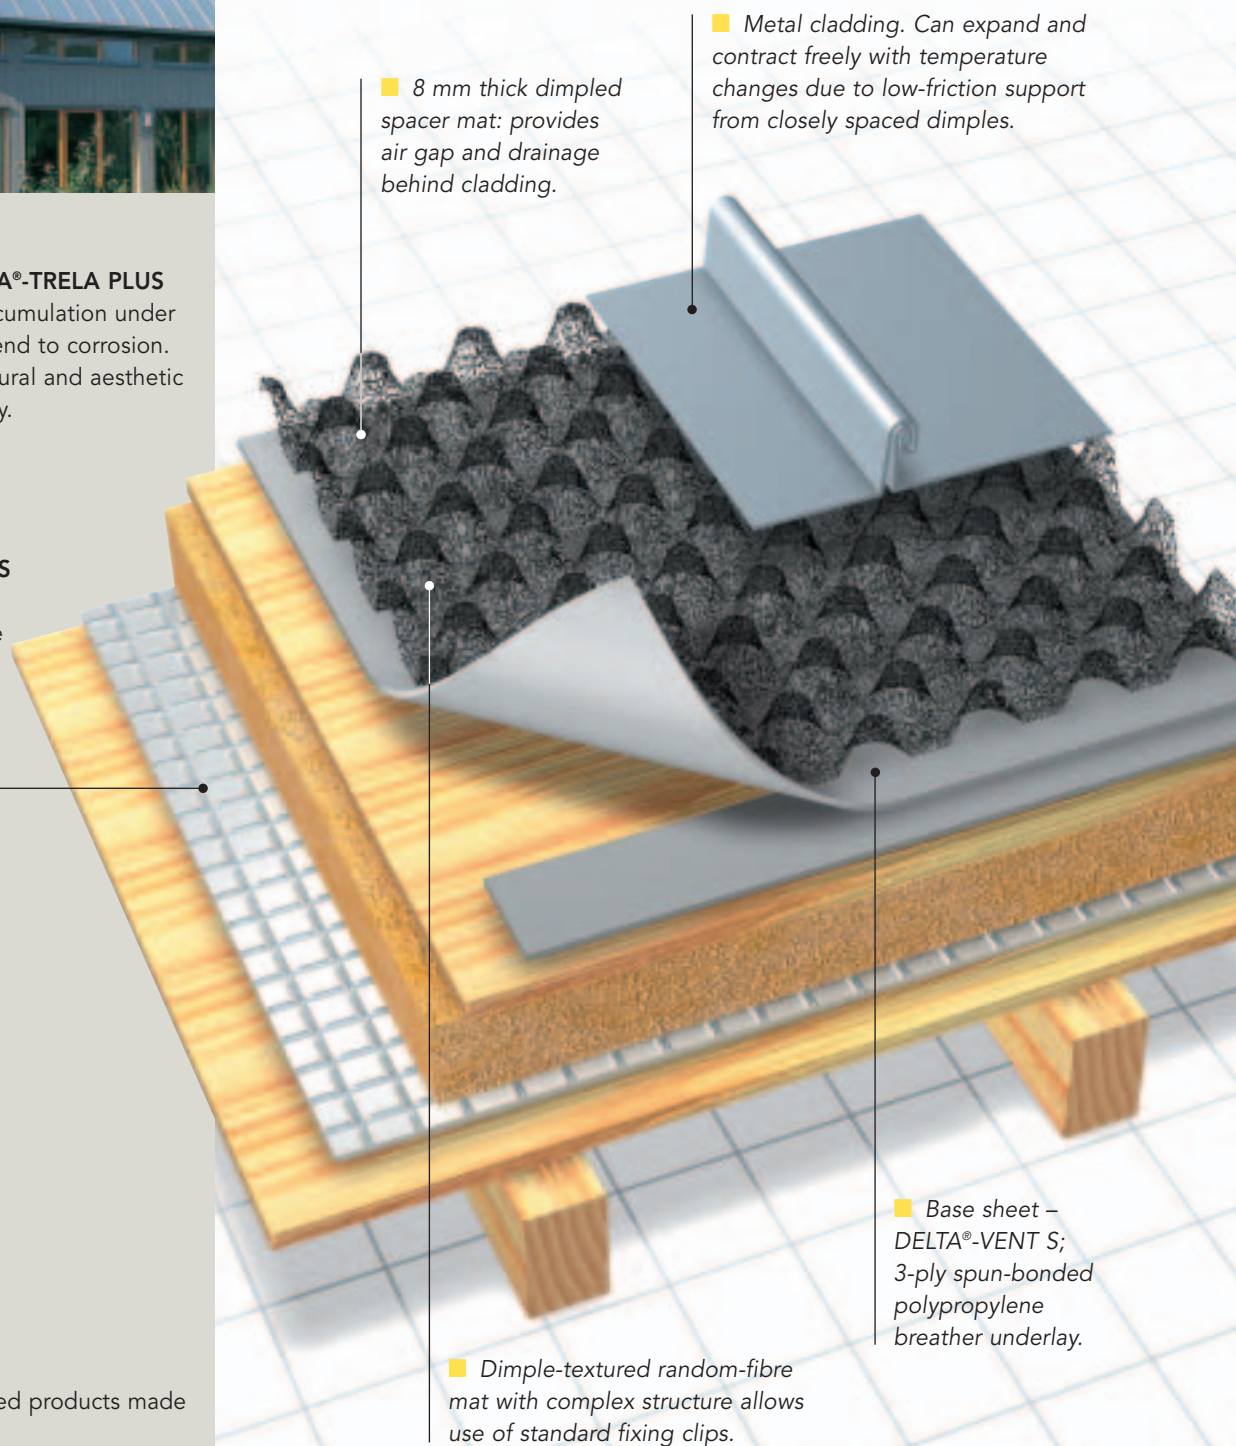 Metal cladding. Can expand and
contract freely with temperature
changes due to low-friction support
from closely spaced dimples.
8 mm thick dimpled
spacer mat: provides
air gap and drainage
behind cladding.
A®-TRELA PLUS
cumulation under
end to corrosion.
ural and aesthetic
y.
S
e
Base sheet –
DELTA®-VENT S;
3-ply spun-bonded
polypropylene
breather underlay.
Dimple-textured random-fibre
mat with complex structure allows
use of standard fixing clips.
ed products made